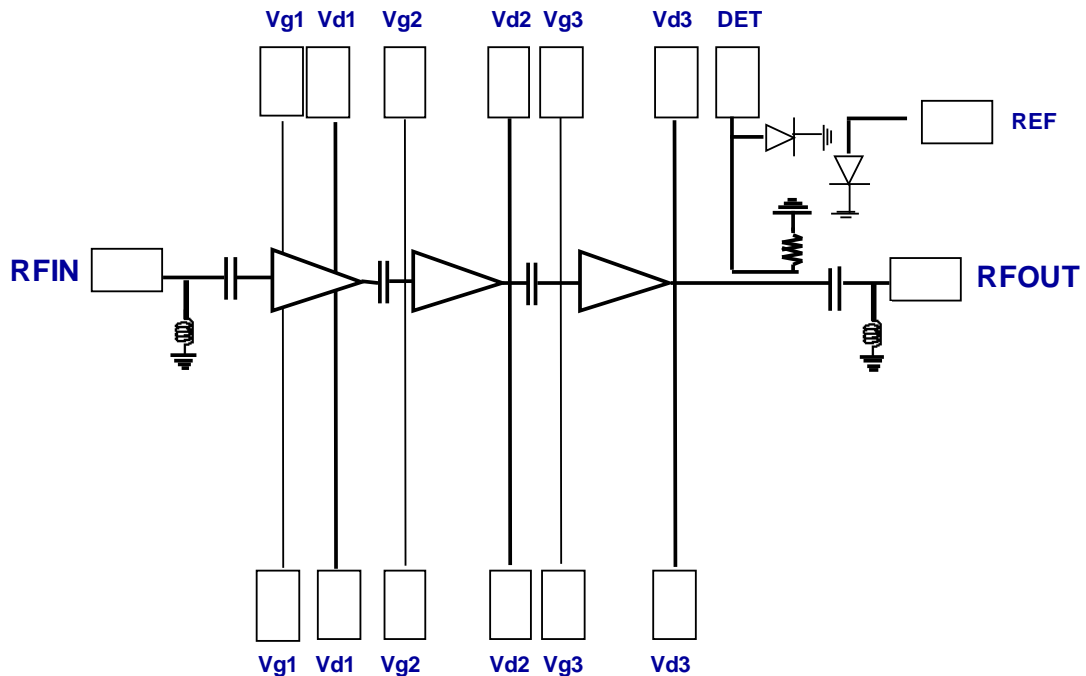 Vg1 Vd1 Vg2 Vd2 Vg3 Vd3 DET
REF
RFIN
RFOUT
Vg1 Vd1 Vg2 Vd2 Vg3 Vd3